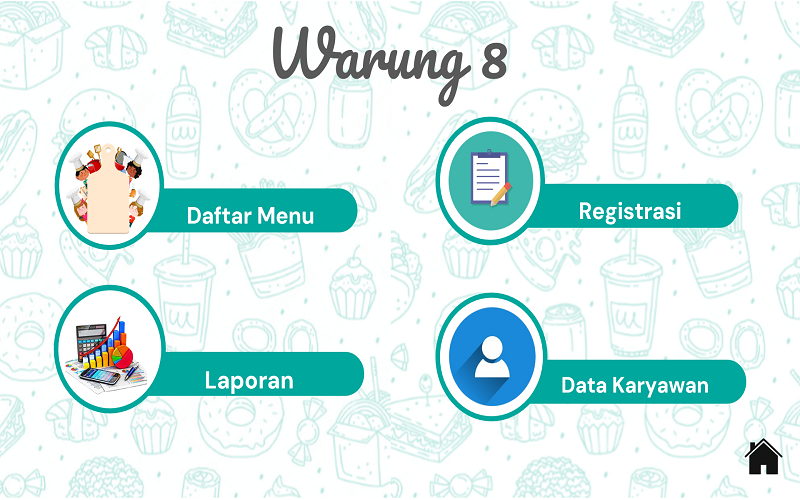 Warung 8
Daftar Menu
Registrasi
Laporan
Data Karyawan